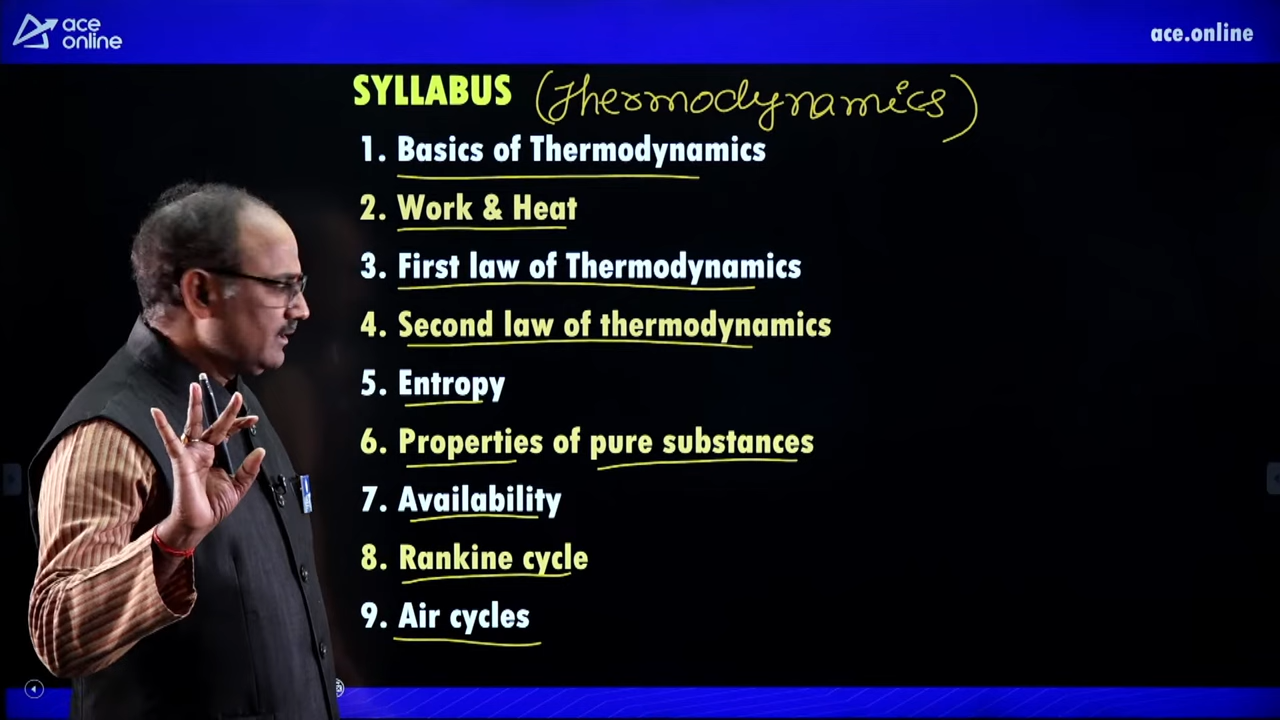 ace
online
ace.online
SYLLABUS (Thermodynamics)
1. Basics of Thermodynamics
2. Work & Heat
3. First law of Thermodynamics
4. Second law of thermodynamics
5. Entropy
6. Properties of pure substances
7. Availability
8. Rankine cycle
9. Air cycles